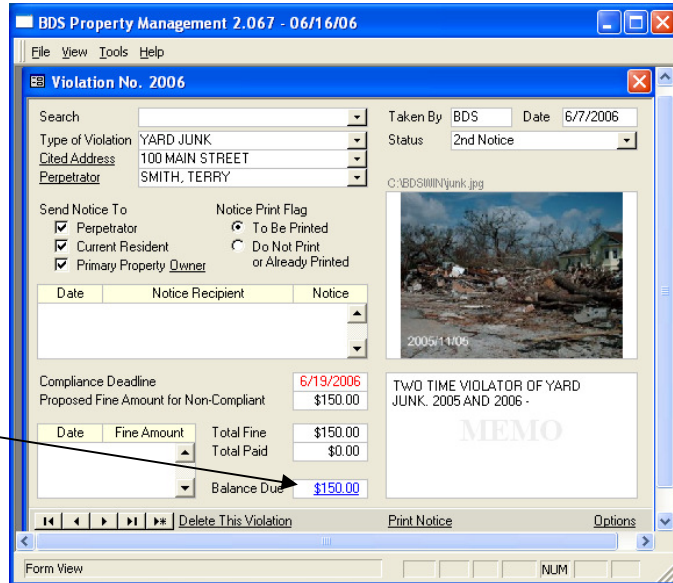 BDS Property Management 2.067 - 06/16/06
File View Tools Help
Violation No. 2006
Search
Taken By BDS Date 6/7/2006
Type of Violation YARD JUNK
Status 2nd Notice
Cited Address 100 MAIN STREET
Perpetrator SMITH, TERRY
C:\BDSWIN\junk.jpg
Send Notice To
Notice Print Flag
Perpetrator
To Be Printed
Current Resident
Do Not Print
or Already Printed
Primary Property Owner
Date Notice Recipient Notice
2005/11/05
Compliance Deadline 6/19/2006
Proposed Fine Amount for Non-Compliant $150.00
TWO TIME VIOLATOR OF YARD
JUNK. 2005 AND 2006 -
MEMO
Date Fine Amount
Total Fine $150.00
Total Paid $0.00
Balance Due $150.00
Delete This Violation
Print Notice
Options
Form View
NUM